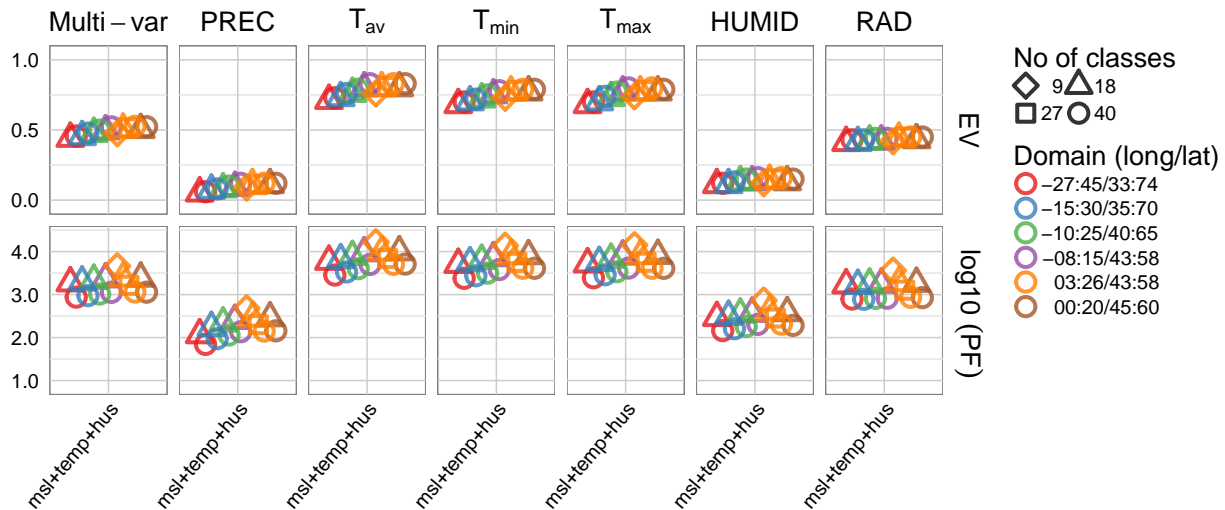 Multi – var PREC Tav Tmin Tmax HUMID RAD
1.0
0.5
0.0
EV
4.0
3.0
2.0
1.0
log10 (PF)
msl+temp+hus msl+temp+hus msl+temp+hus msl+temp+hus msl+temp+hus msl+temp+hus msl+temp+hus
No of classes
9 18
27 40
Domain (long/lat)
–27:45/33:74
–15:30/35:70
–10:25/40:65
–08:15/43:58
03:26/43:58
00:20/45:60